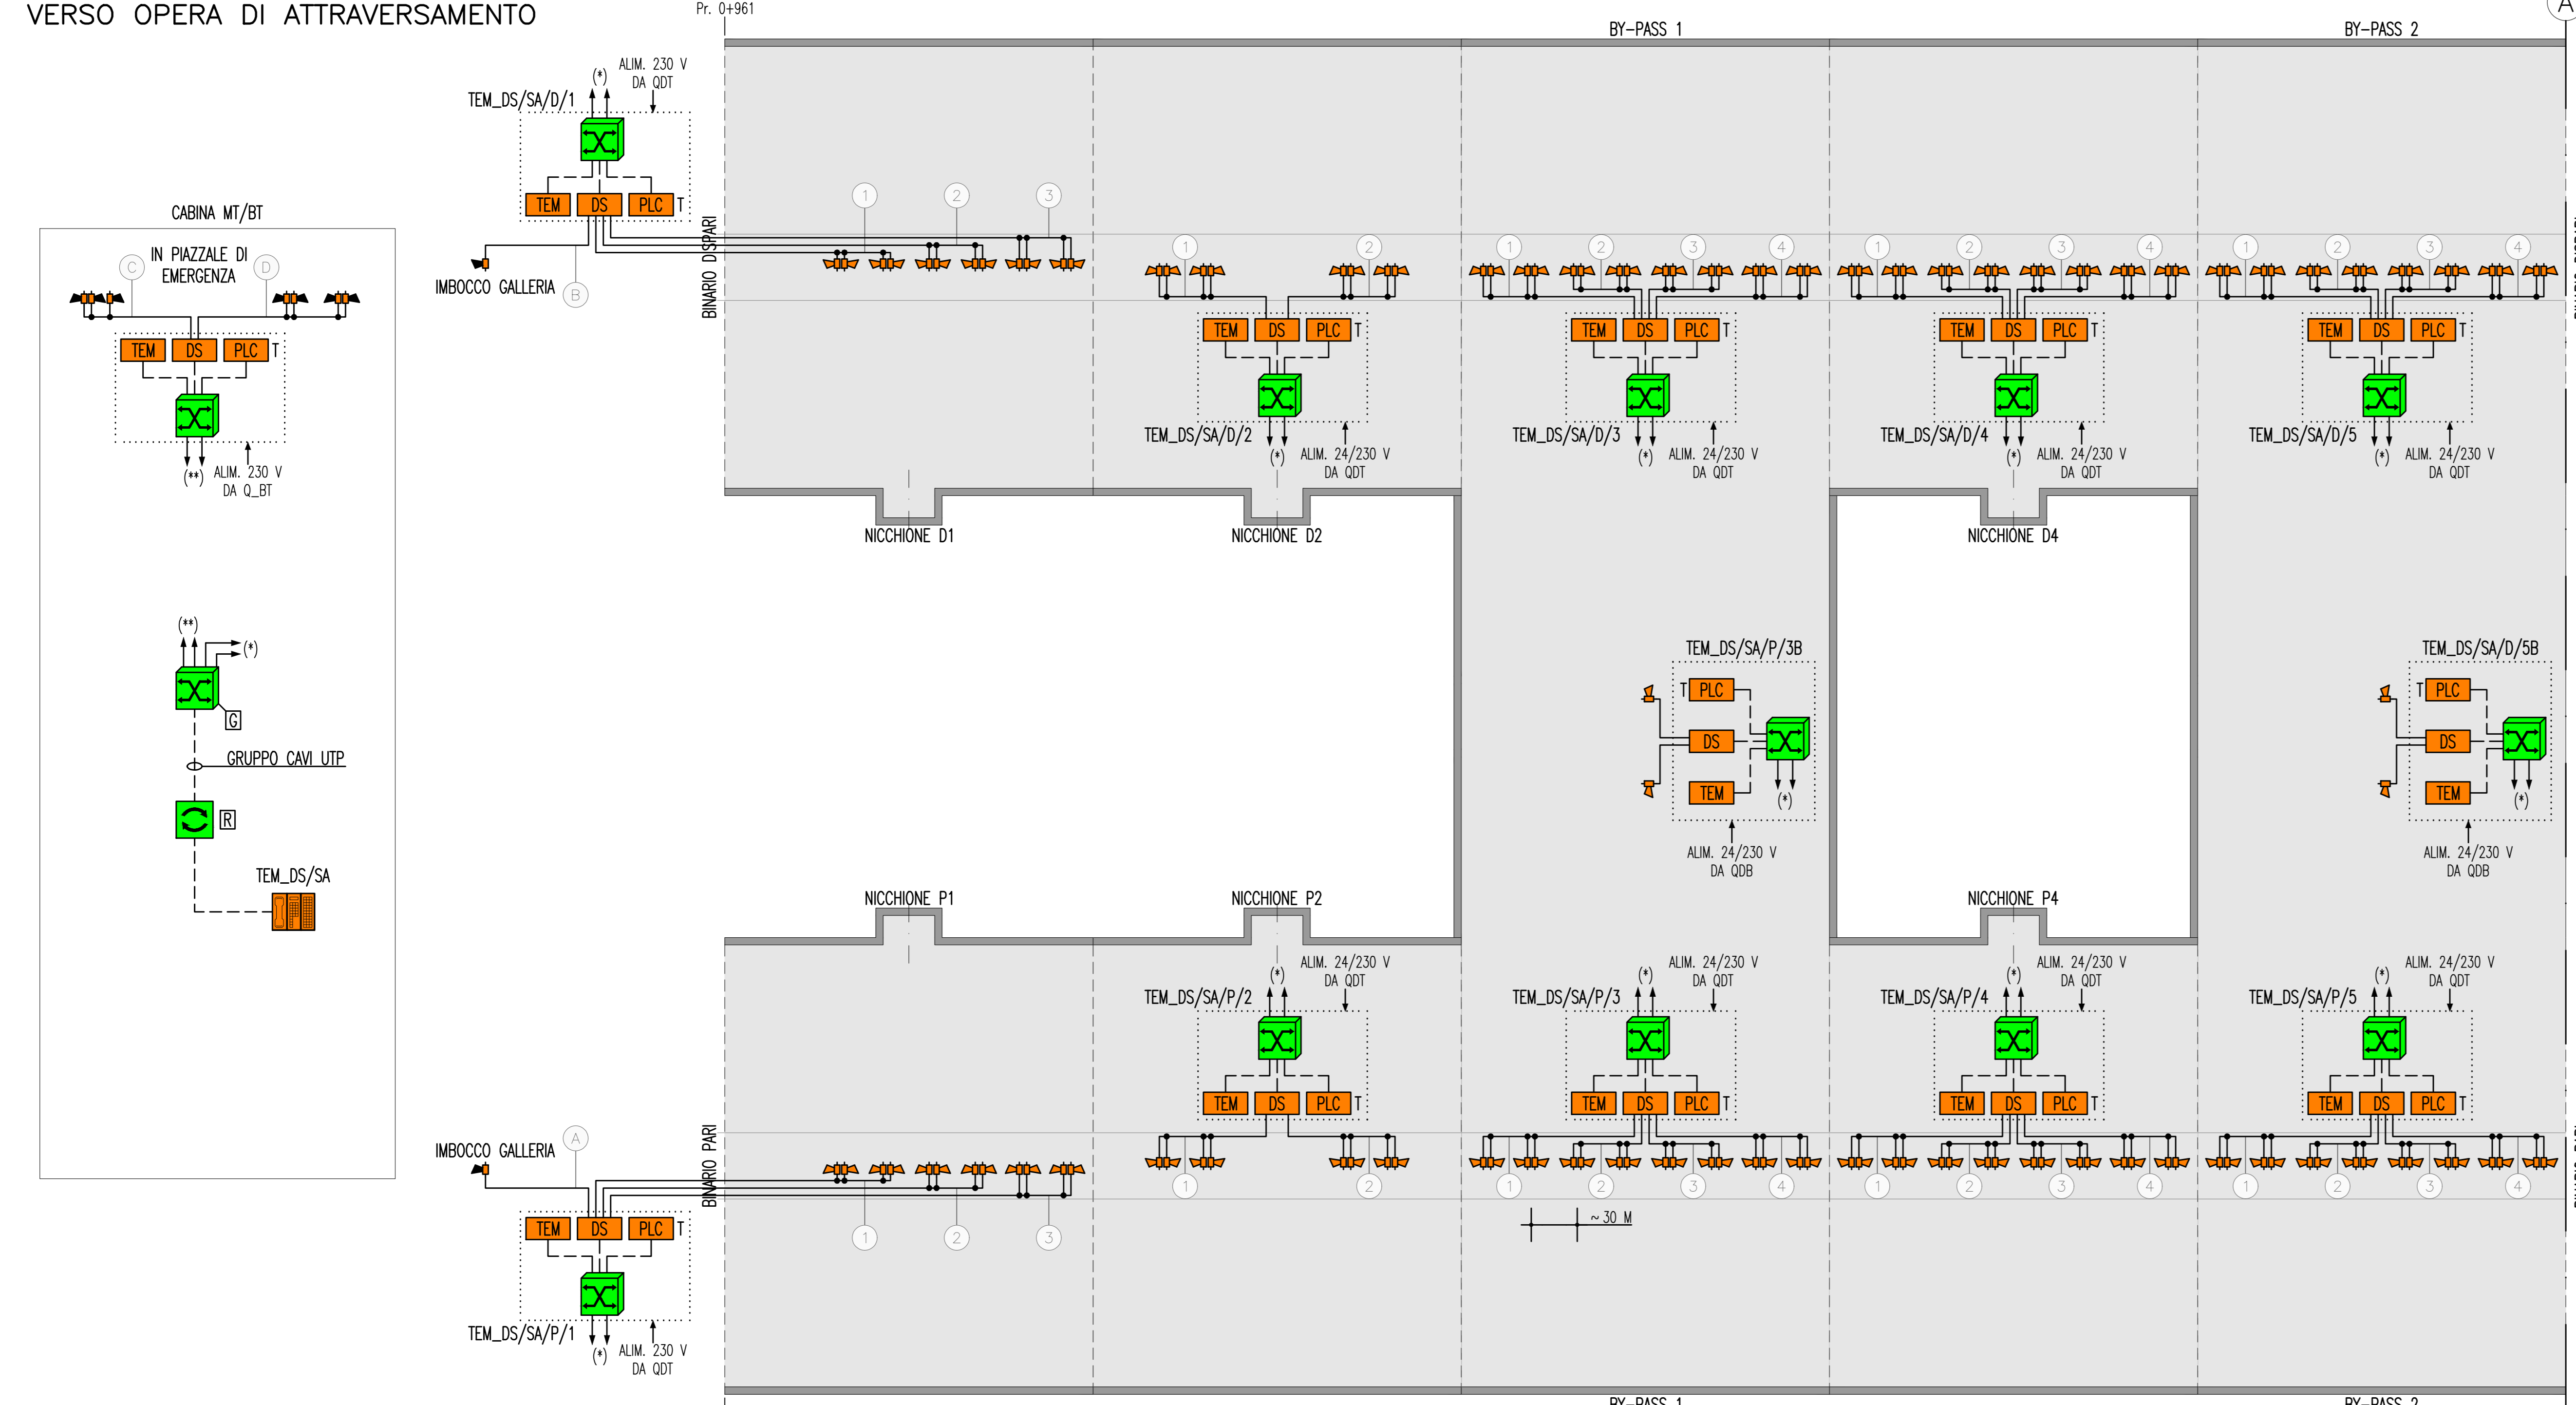 VERSO OPERA DI ATTRAVERSAMENTO
Pr. 0+961
BY-PASS 1
BY-PASS 2
A
(*)
ALIM. 230 V
DA QDT
TEM_DS/SA/D/1
TEM
DS
PLC
T
1
2
3
BINARIO DISPARI
IMBOCCO GALLERIA
B
CABINA MT/BT
IN PIAZZALE DI
EMERGENZA
C
D
TEM
DS
PLC
T
(**)
ALIM. 230 V
DA Q_BT
(**)
(*)
G
GRUPPO CAVI UTP
R
TEM_DS/SA
1
2
TEM
DS
PLC
T
TEM_DS/SA/D/2
(*)
ALIM. 24/230 V
DA QDT
1
2
3
4
TEM
DS
PLC
T
TEM_DS/SA/D/3
(*)
ALIM. 24/230 V
DA QDT
1
2
3
4
TEM
DS
PLC
T
TEM_DS/SA/D/4
(*)
ALIM. 24/230 V
DA QDT
1
2
3
4
TEM
DS
PLC
T
TEM_DS/SA/D/5
(*)
ALIM. 24/230 V
DA QDT
NICCHIONE D1
NICCHIONE D2
NICCHIONE D4
TEM_DS/SA/P/3B
T
PLC
DS
TEM
(*)
ALIM. 24/230 V
DA QDB
TEM_DS/SA/D/5B
T
PLC
DS
TEM
(*)
ALIM. 24/230 V
DA QDB
NICCHIONE P1
NICCHIONE P2
NICCHIONE P4
(*)
ALIM. 24/230 V
DA QDT
TEM_DS/SA/P/2
TEM
DS
PLC
T
1
2
(*)
ALIM. 24/230 V
DA QDT
TEM_DS/SA/P/3
TEM
DS
PLC
T
1
2
3
4
(*)
ALIM. 24/230 V
DA QDT
TEM_DS/SA/P/4
TEM
DS
PLC
T
1
2
3
4
(*)
ALIM. 24/230 V
DA QDT
TEM_DS/SA/P/5
TEM
DS
PLC
T
1
2
3
4
~30 M
IMBOCCO GALLERIA
A
BINARIO PARI
TEM
DS
PLC
T
1
2
3
TEM_DS/SA/P/1
(*)
ALIM. 230 V
DA QDT
BY-PASS 1
BY-PASS 2